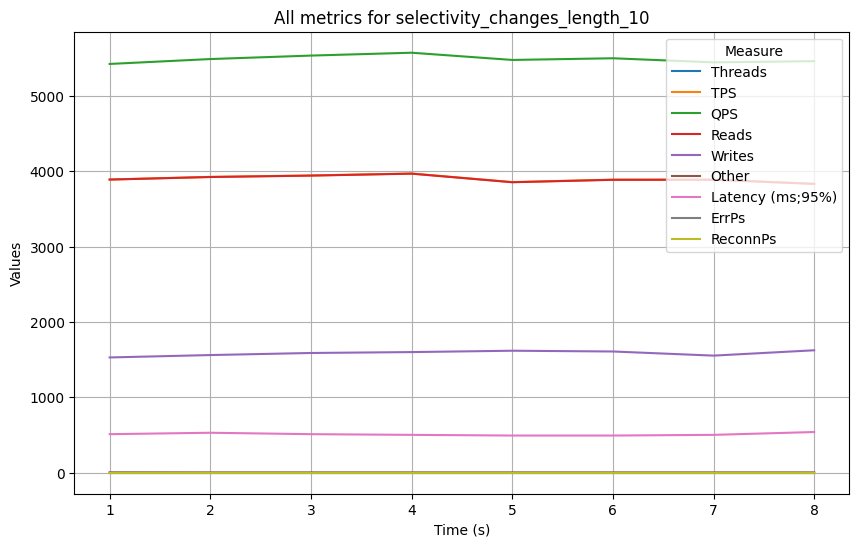 All metrics for selectivity_changes_length_10
Measure
Threads
TPS
QPS
Reads
Writes
Other
Latency (ms;95%)
ErrPs
ReconnPs
Values
5000
4000
3000
2000
1000
0
1 2 3 4 5 6 7 8
Time (s)